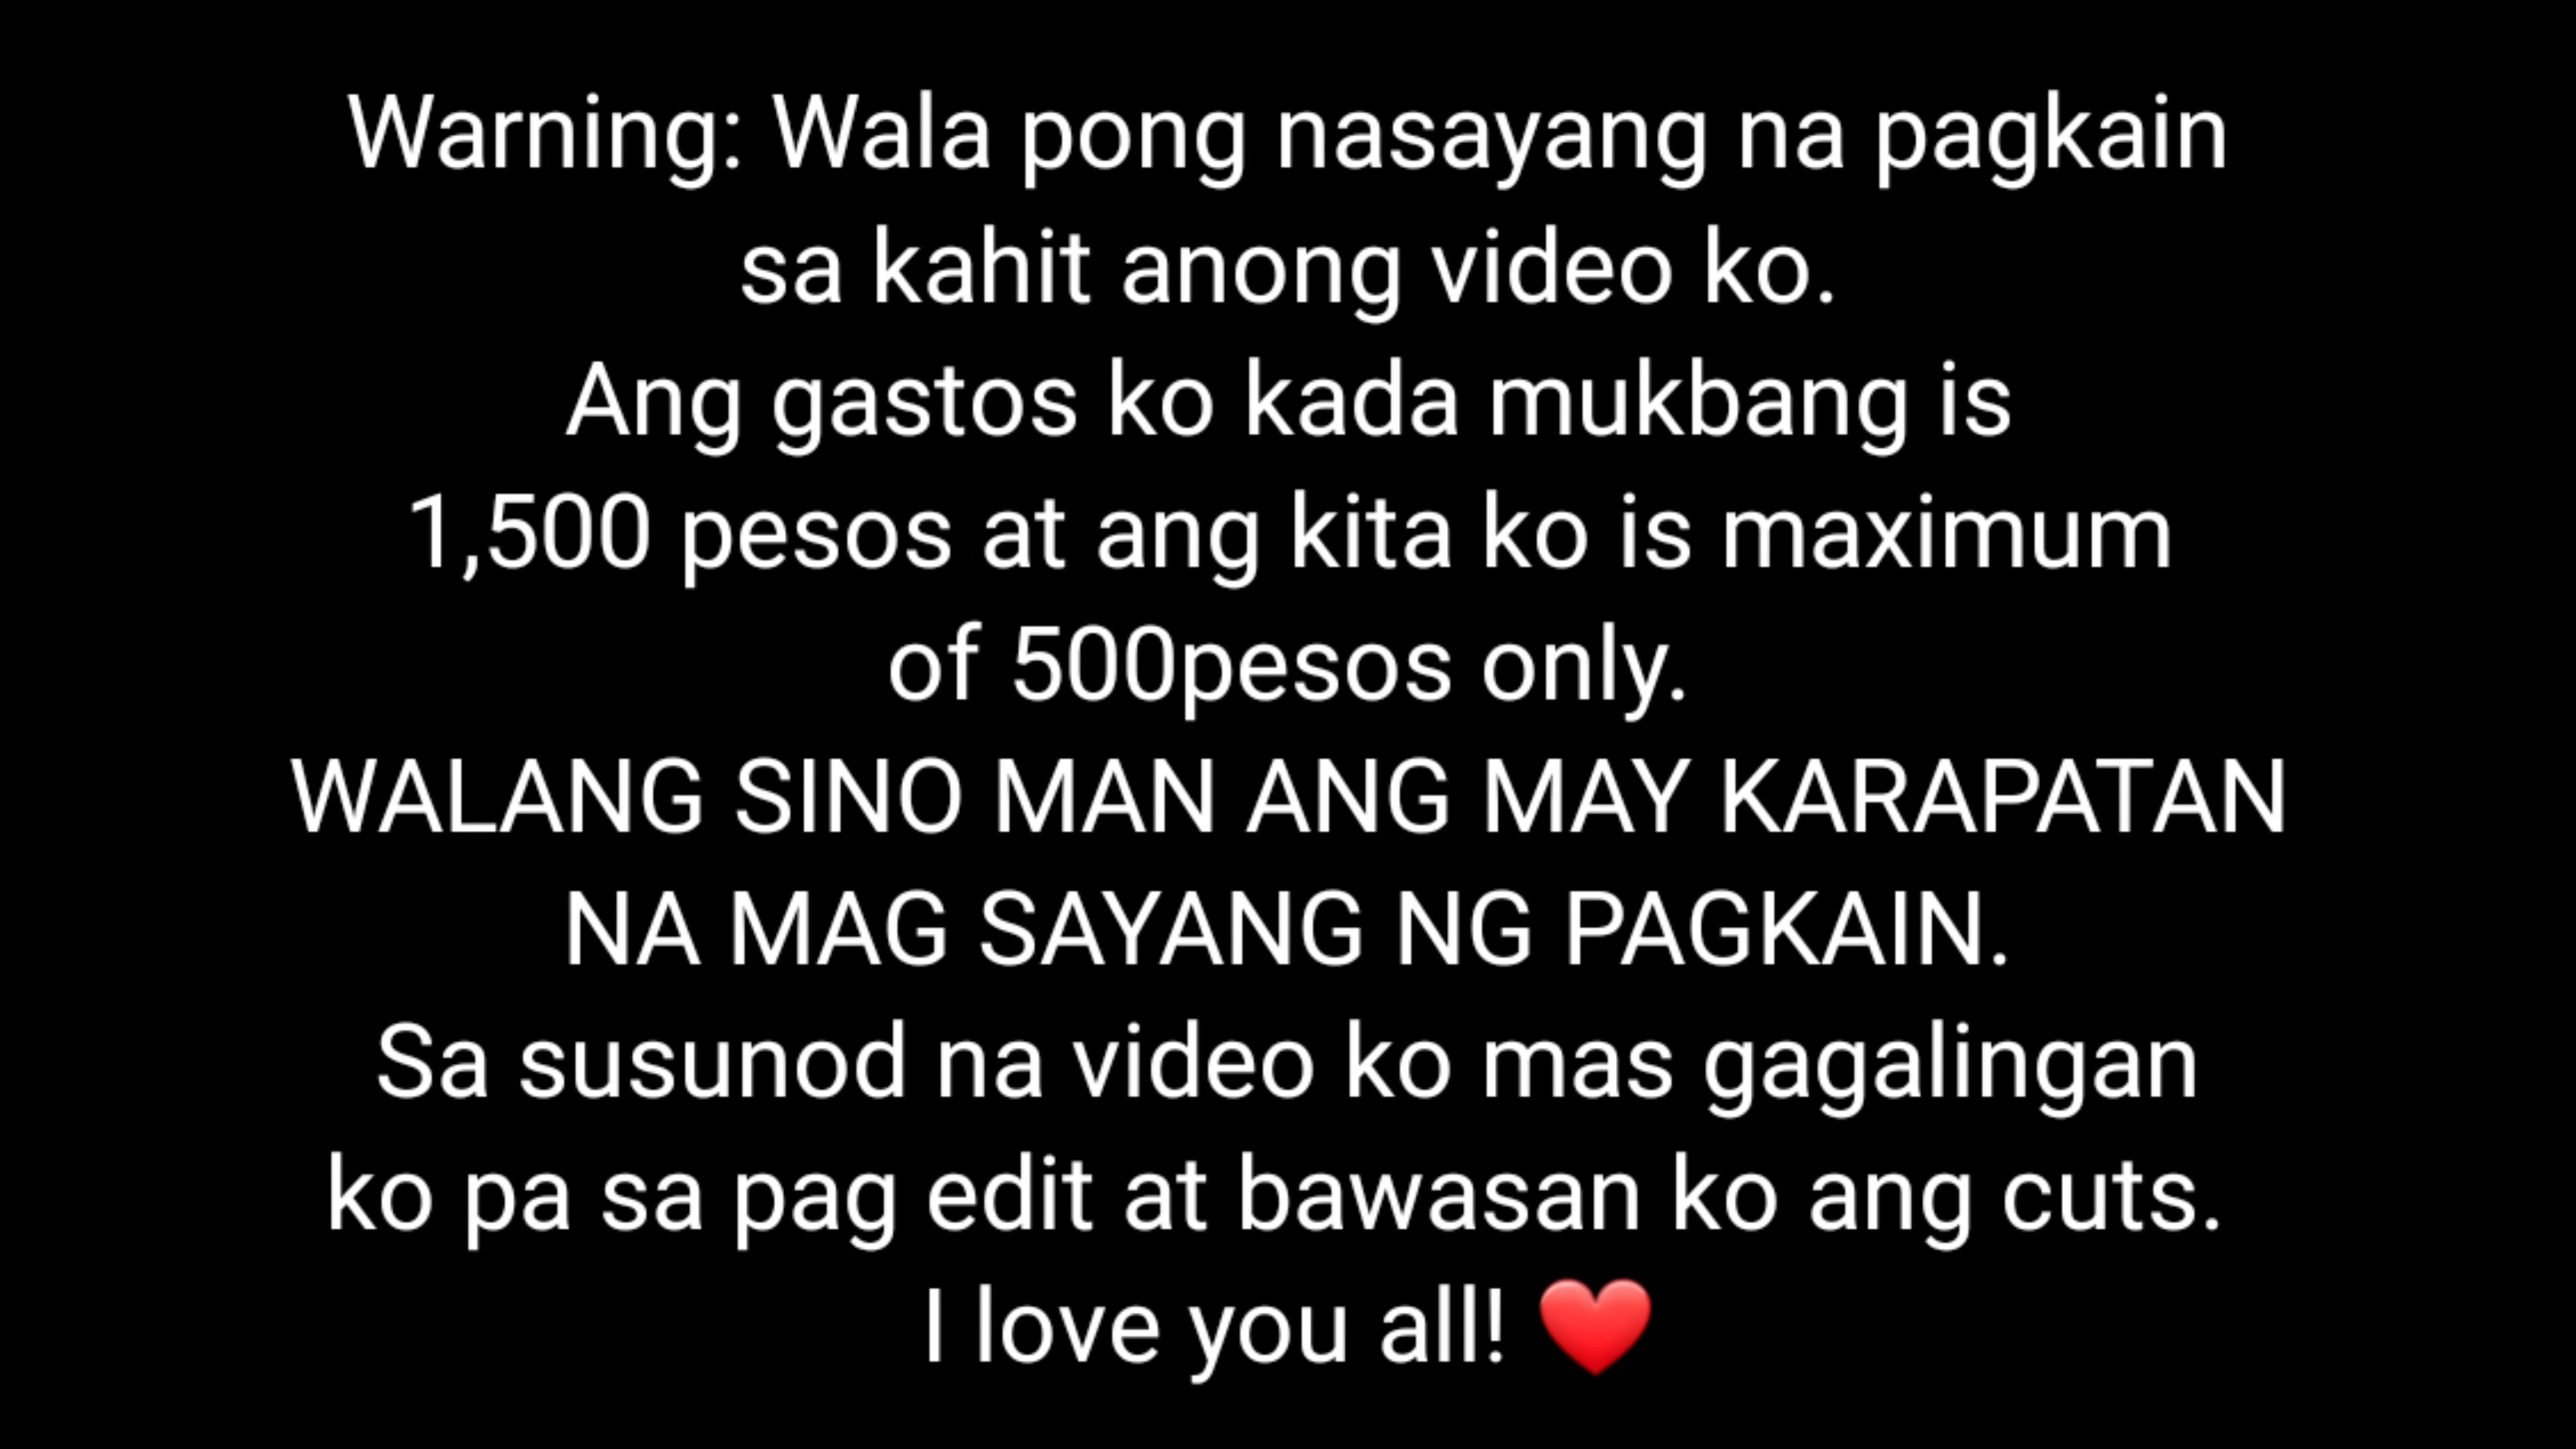 Warning: Wala pong nasayang na pagkain
sa kahit anong video ko.
Ang gastos ko kada mukbang is
1,500 pesos at ang kita ko is maximum
of 500pesos only.
WALANG SINO MAN ANG MAY KARAPATAN
NA MAG SAYANG NG PAGKAIN.
Sa susunod na video ko mas gagalingan
ko pa sa pag edit at bawasan ko ang cuts.
I love you all! ❤️